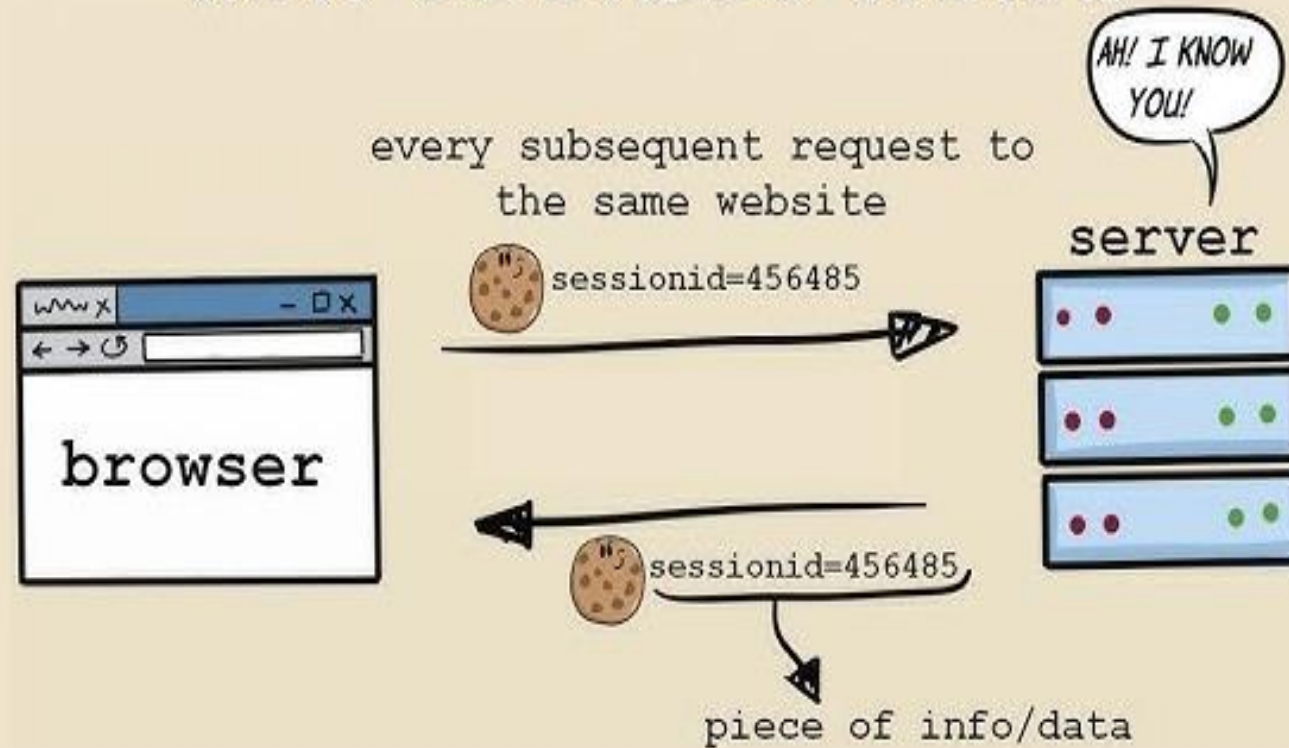 AH! I KNOW
YOU!
every subsequent request to
the same website
server
sessionid=456485
browser
sessionid=456485
piece of info/data